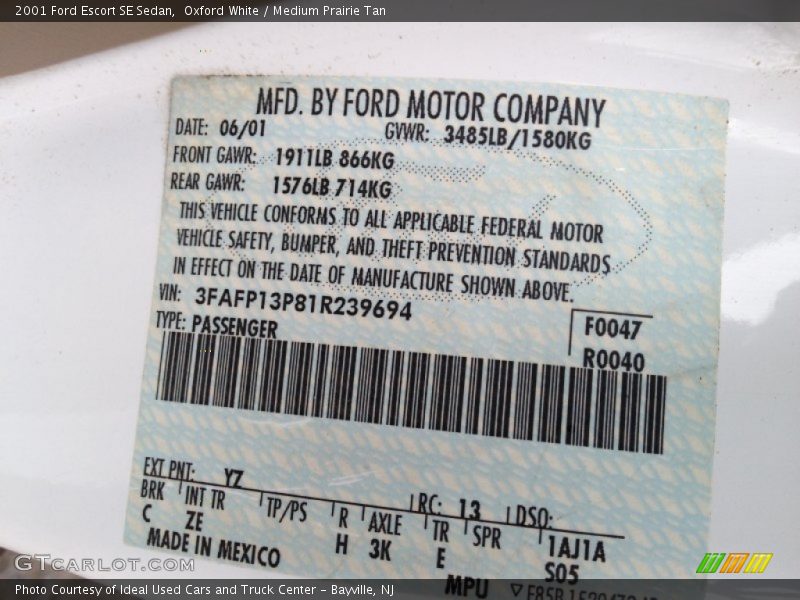 2001 Ford Escort SE Sedan,  Oxford White / Medium Prairie Tan
MFD. BY FORD MOTOR COMPANY
DATE: 06/01 GVWR: 3485LB/1580KG
FRONT GAWR: 1911LB 866KG
REAR GAWR: 1576LB 714KG
THIS VEHICLE CONFORMS TO ALL APPLICABLE FEDERAL MOTOR
VEHICLE SAFETY, BUMPER, AND THEFT PREVENTION STANDARDS
IN EFFECT ON THE DATE OF MANUFACTURE SHOWN ABOVE.
VIN: 3FAFP13P81R239694
TYPE: PASSENGER
F0047
R0040
EXT PNT: YZ RC: 13 DSO:
BRK INT TR TP/PS R AXLE TR SPR 1AJ1A
C ZE H 3K E S05
MADE IN MEXICO
MPU
GTCARLOT.COM
Photo Courtesy of Ideal Used Cars and Truck Center – Bayville, NJ